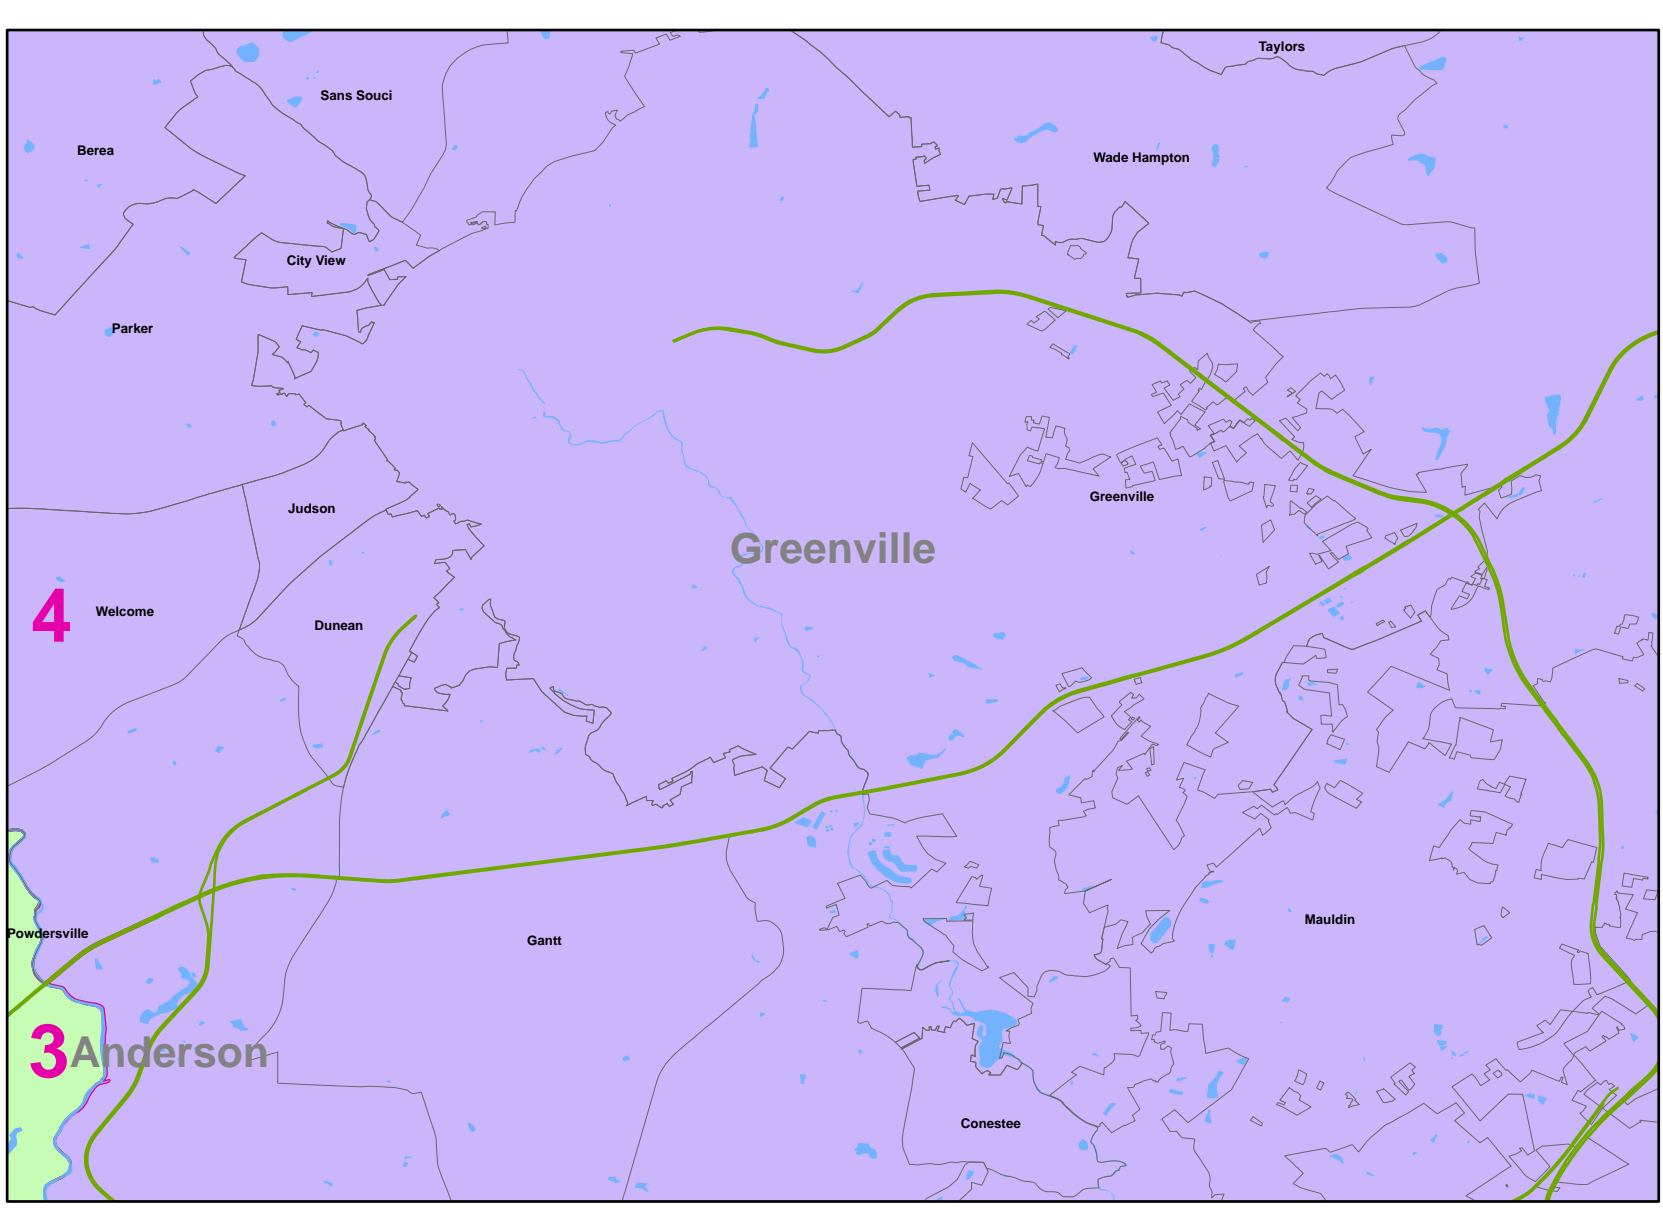 Taylors
Sans Souci
Berea
Wade Hampton
City View
Parker
Greenville
Judson
Greenville
4
Welcome
Dunean
Mauldin
Powdersville
Gantt
3
Anderson
Conestee